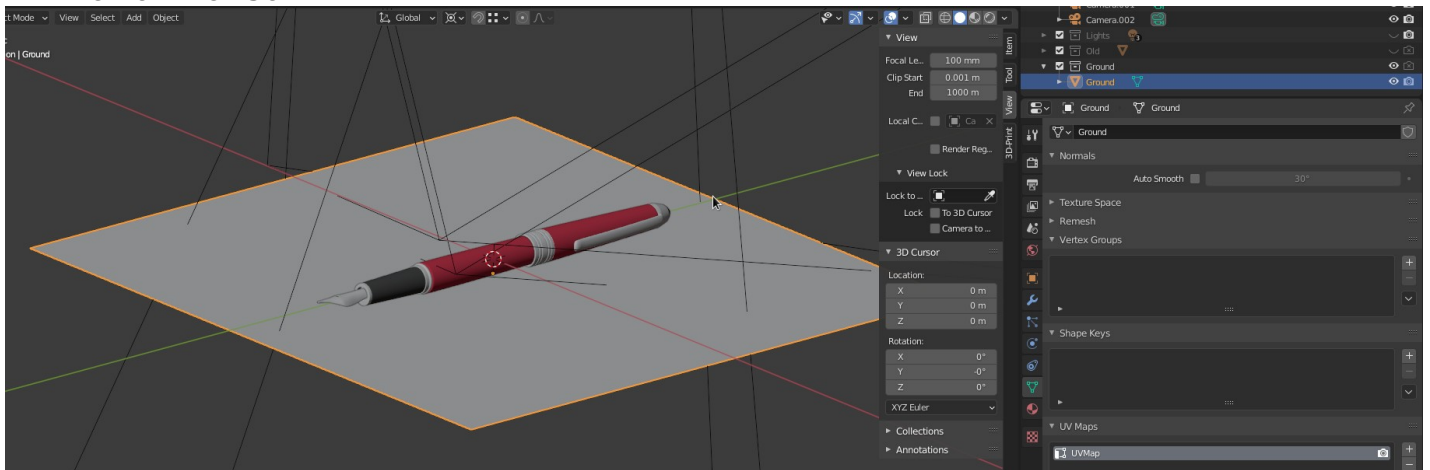 ct Mode View Select Add Object Global
on | Ground
View
Focal Le... 100 mm
Clip Start 0.001 m
End 1000 m
Local C... Ca
Render Reg...
View Lock
Lock to ...
Lock To 3D Cursor
Camera to ...
3D Cursor
Location:
X 0 m
Y 0 m
Z 0 m
Rotation:
X 0°
Y -0°
Z 0°
XYZ Euler
Collections
Annotations
Item
Tool
View
3D-Print
Camera.002
Lights 3
Old
Ground
Ground
Ground Ground
Ground
Normals
Auto Smooth 30°
Texture Space
Remesh
Vertex Groups
Shape Keys
UV Maps
UVMap